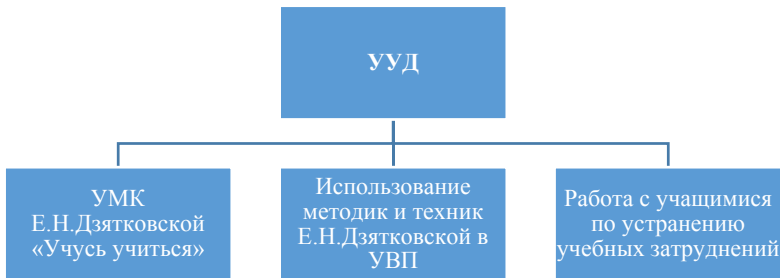 УУД
УМК
Е.Н.Дзятковской
«Учусь учиться»
Использование
методик и техник
Е.Н.Дзятковской в
УВП
Работа с учащимися
по устранению
учебных затруднений